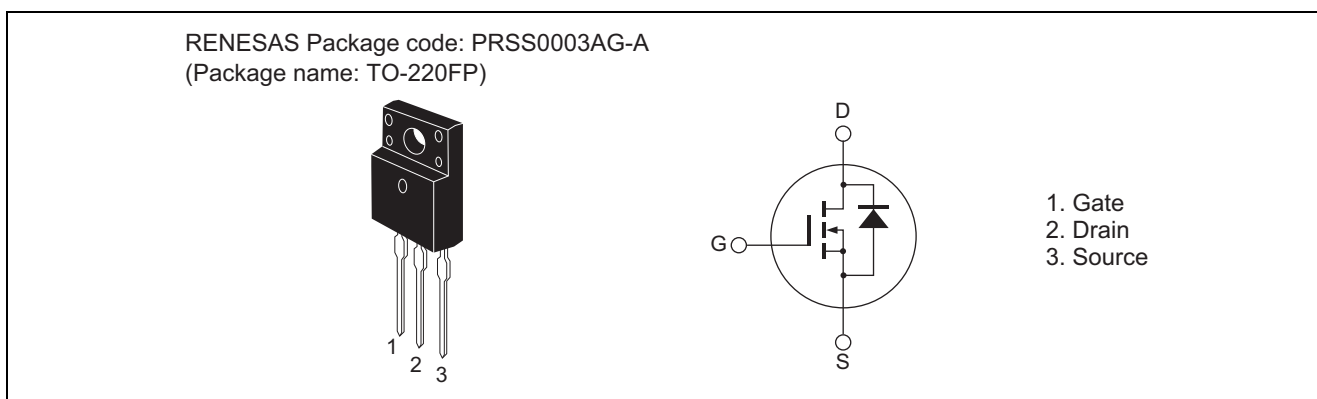 RENESAS Package code: PRSS0003AG-A
(Package name: TO-220FP)
1
2
3
D
G
S
1. Gate
2. Drain
3. Source